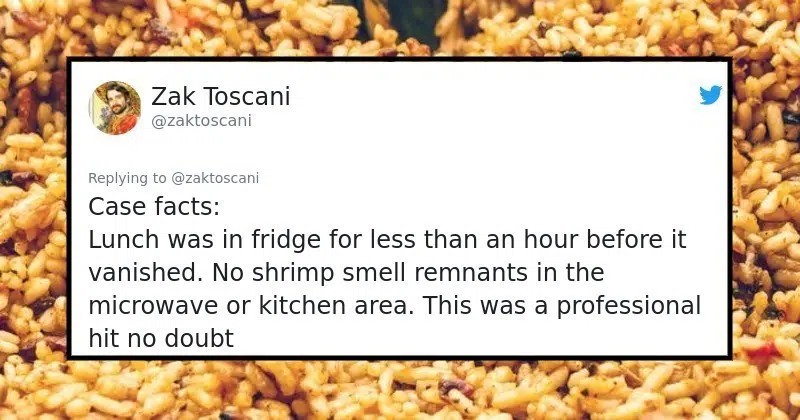 Zak Toscani
@zaktoscani
Replying to @zaktoscani
Case facts:
Lunch was in fridge for less than an hour before it
vanished. No shrimp smell remnants in the
microwave or kitchen area. This was a professional
hit no doubt